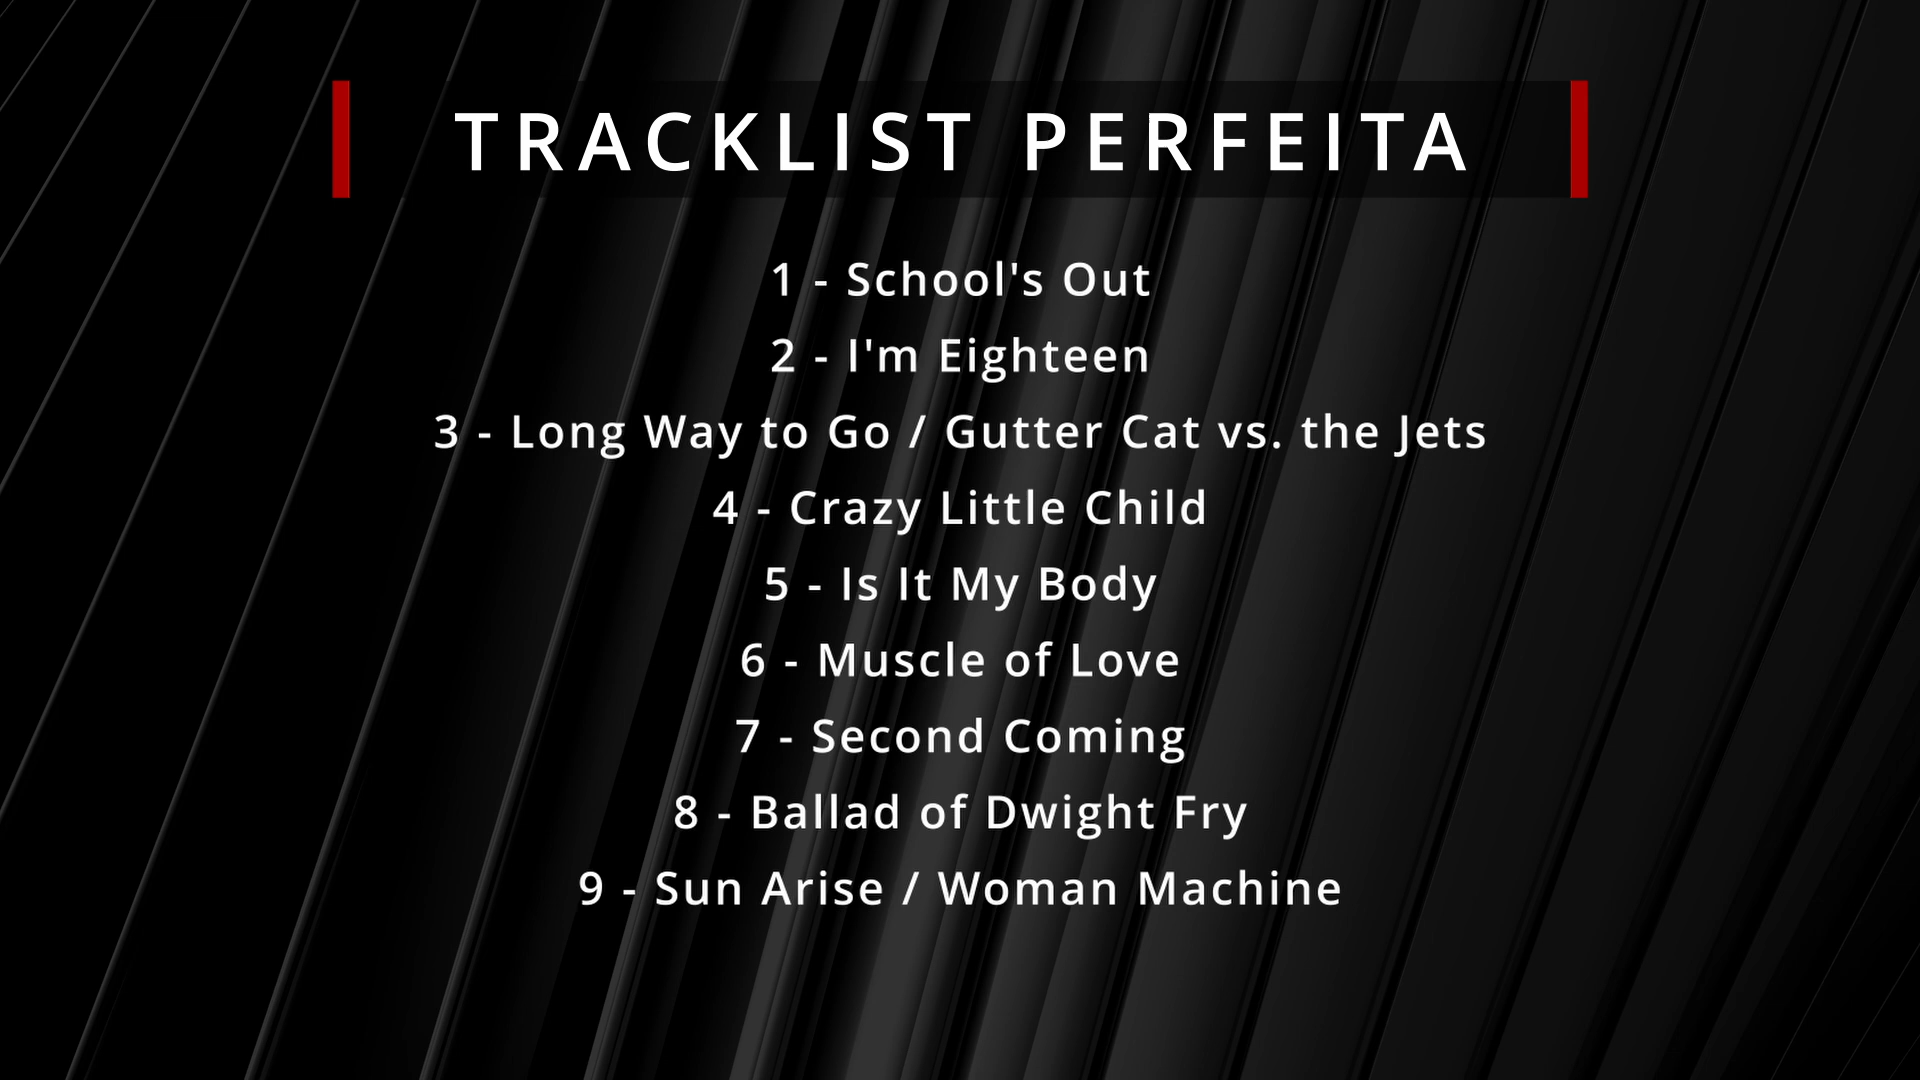 TRACKLIST PERFEITA
1 - School's Out
2 - I'm Eighteen
3 - Long Way to Go / Gutter Cat vs. the Jets
4 - Crazy Little Child
5 - Is It My Body
6 - Muscle of Love
7 - Second Coming
8 - Ballad of Dwight Fry
9 - Sun Arise / Woman Machine